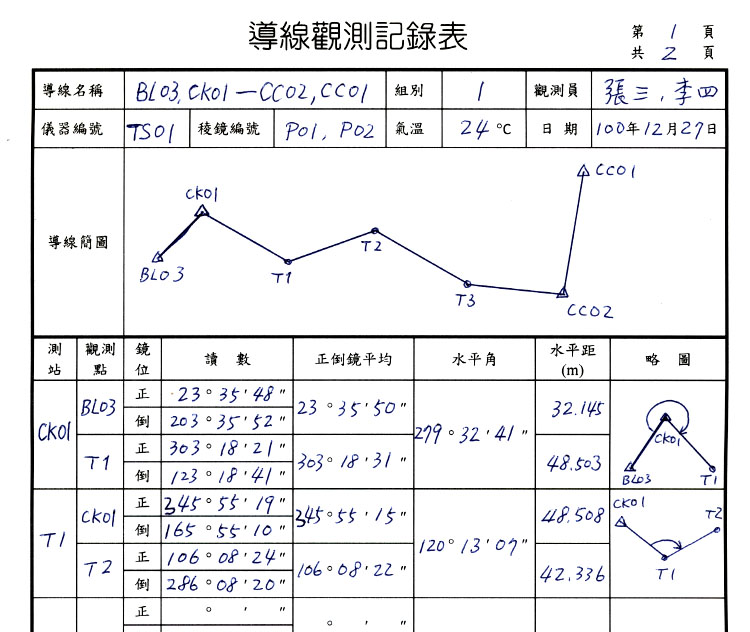 導線觀測記錄表
第 1 頁
共 2 頁
導線名稱 BL03, CK01—CC02, CC01 組別 1 觀測員 張三, 李四
儀器編號 TS01 稜鏡編號 P01, P02 氣溫 24 °C 日期 100年12月27日
導線簡圖
CC01
CK01
T2
BL03
T1
T3
CC02
測站 觀測點 鏡位 讀數 正倒鏡平均 水平角 水平距(m) 略圖
CK01 BL03 正 23°35'48" 23°35'50" 279°32'41" 32.145
倒 203°35'52"
T1 正 303°18'21" 303°18'31" 48.503
倒 123°18'41"
CK01
BL03 T1
T1 CK01 正 345°55'19" 345°55'15" 120°13'07" 48.508
倒 165°55'10"
T2 正 106°08'24" 106°08'22" 42.336
倒 286°08'20"
CK01 T2
T1
正 ° ' "
° ' "